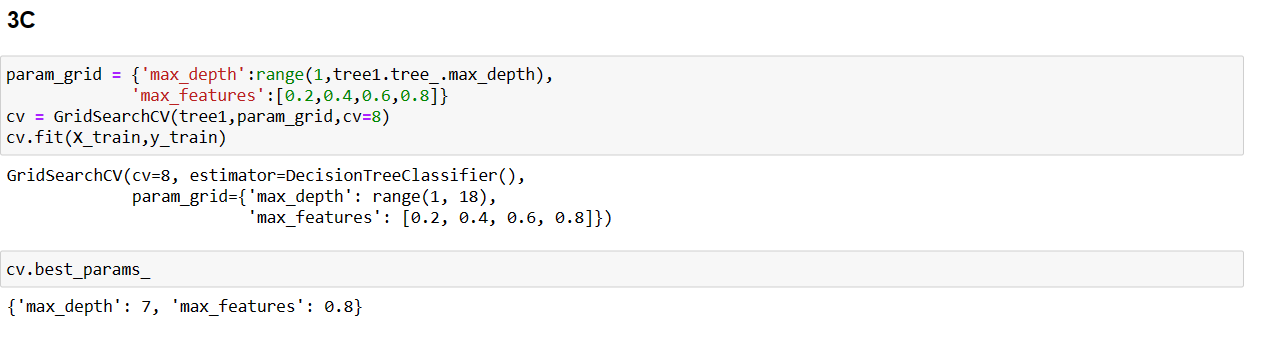 3C
param_grid = {'max_depth':range(1,tree1.tree_.max_depth),
'max_features':[0.2,0.4,0.6,0.8]}
cv = GridSearchCV(tree1,param_grid,cv=8)
cv.fit(X_train,y_train)
GridSearchCV(cv=8, estimator=DecisionTreeClassifier(),
param_grid={'max_depth': range(1, 18),
'max_features': [0.2, 0.4, 0.6, 0.8]})
cv.best_params_
{'max_depth': 7, 'max_features': 0.8}